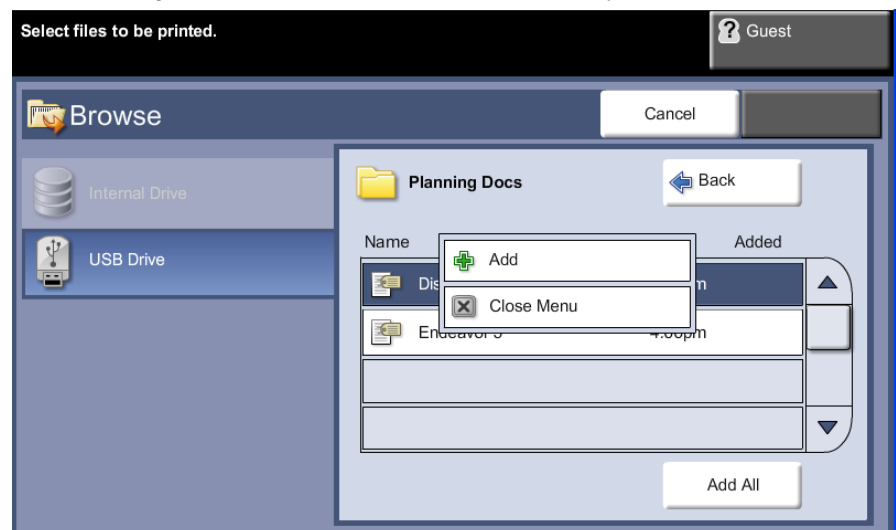 Select files to be printed.
Guest
Browse
Cancel
Internal Drive
Planning Docs
Back
USB Drive
Name
Added
Add
Close Menu
Add All